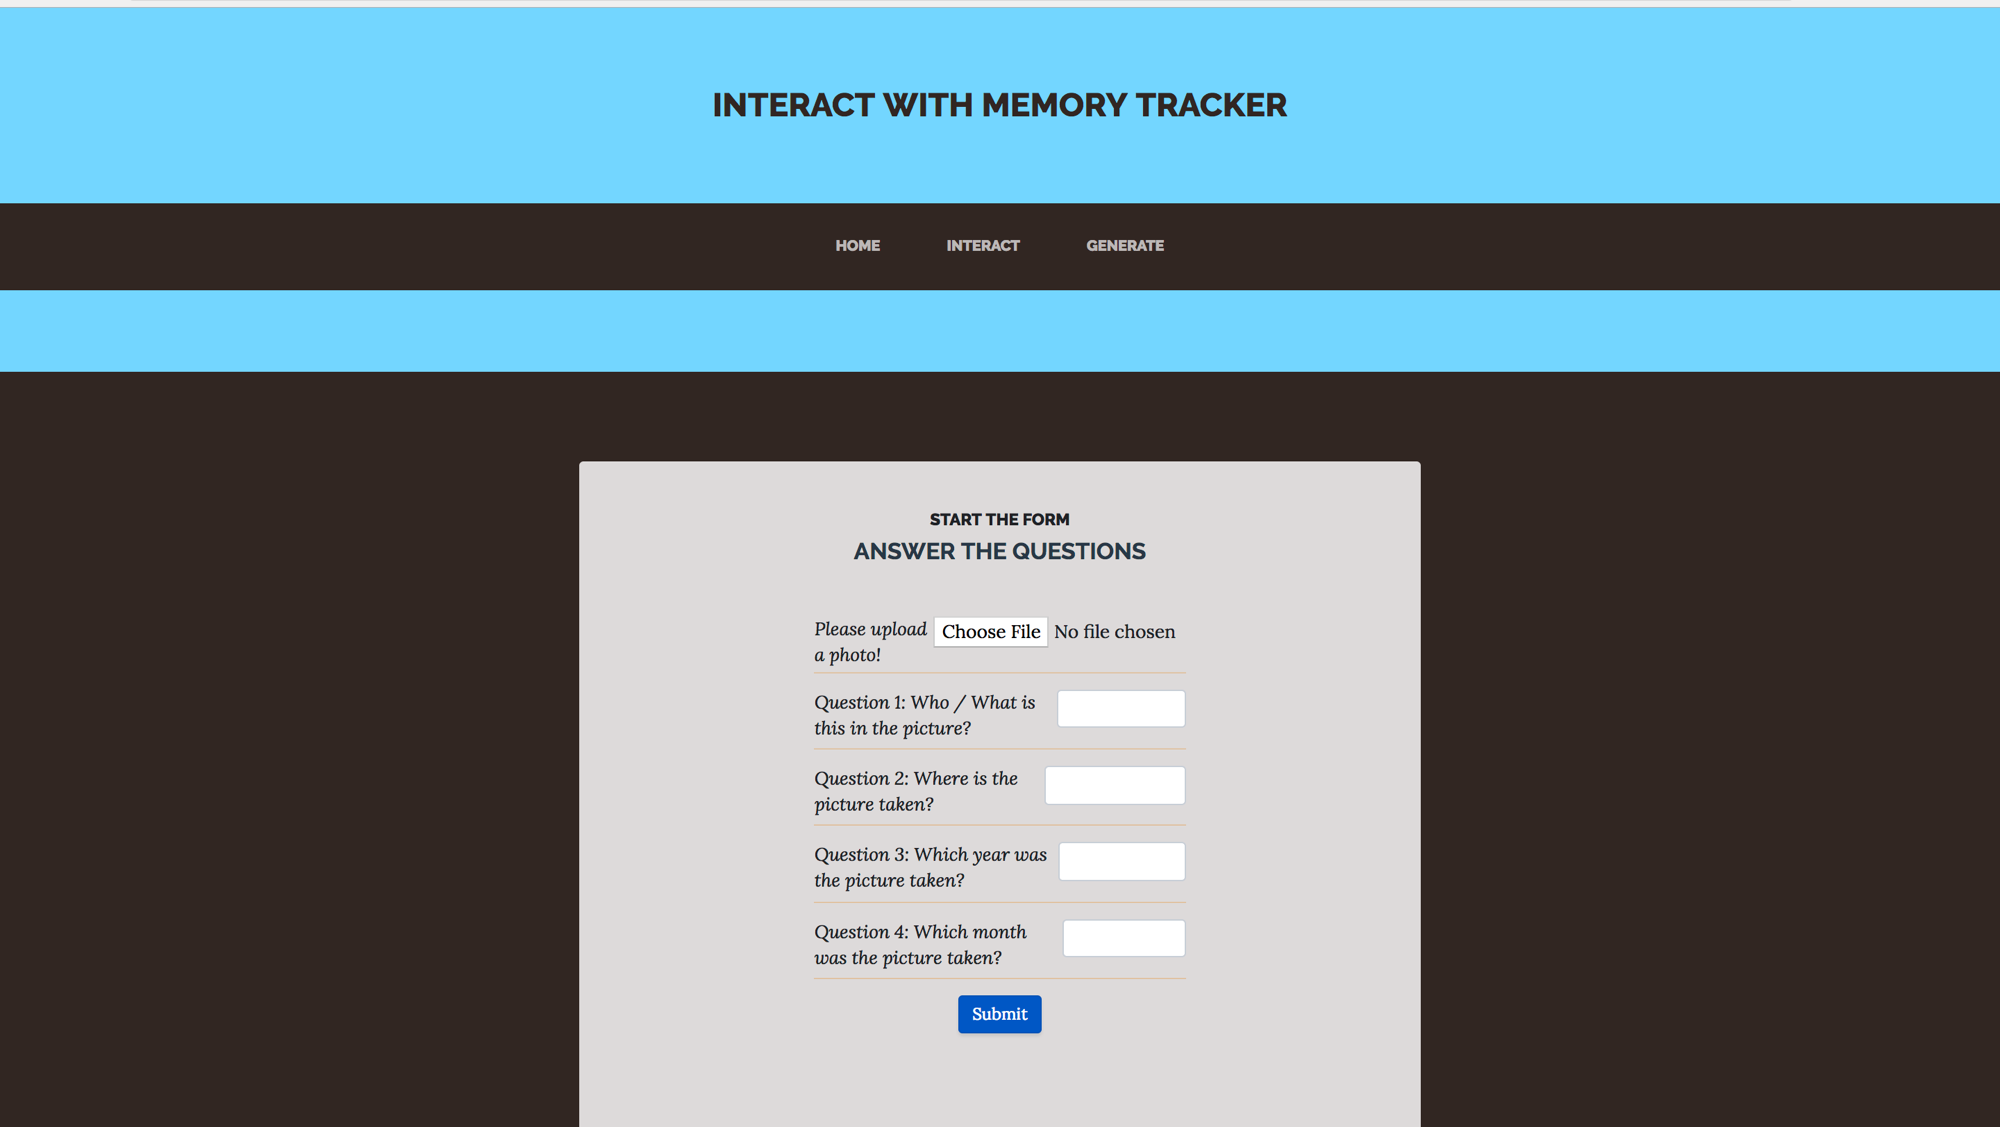 INTERACT WITH MEMORY TRACKER
HOME INTERACT GENERATE
START THE FORM
ANSWER THE QUESTIONS
Please upload Choose File No file chosen
a photo!
Question 1: Who / What is
this in the picture?
Question 2: Where is the
picture taken?
Question 3: Which year was
the picture taken?
Question 4: Which month
was the picture taken?
Submit